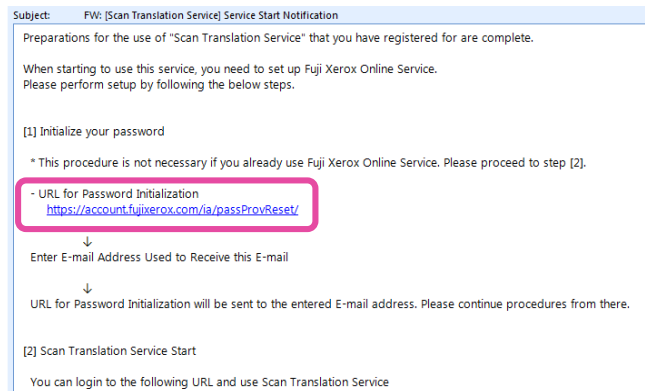 Subject: FW: [Scan Translation Service] Service Start Notification
Preparations for the use of "Scan Translation Service" that you have registered for are complete.
When starting to use this service, you need to set up Fuji Xerox Online Service.
Please perform setup by following the below steps.
[1] Initialize your password
* This procedure is not necessary if you already use Fuji Xerox Online Service. Please proceed to step [2].
- URL for Password Initialization
https://account.fujixerox.com/ia/passProvReset/
↓
Enter E-mail Address Used to Receive this E-mail
↓
URL for Password Initialization will be sent to the entered E-mail address. Please continue procedures from there.
[2] Scan Translation Service Start
You can login to the following URL and use Scan Translation Service